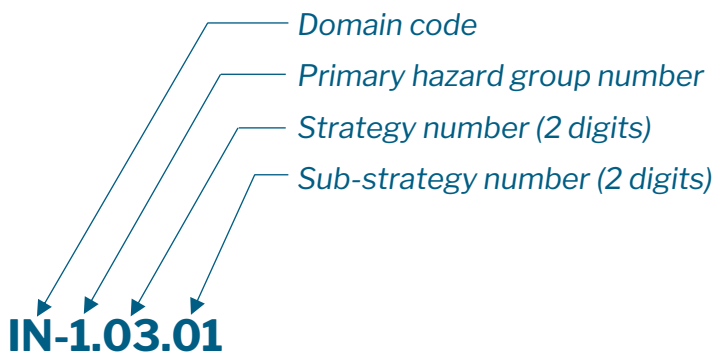 Domain code
Primary hazard group number
Strategy number (2 digits)
Sub-strategy number (2 digits)
IN-1.03.01